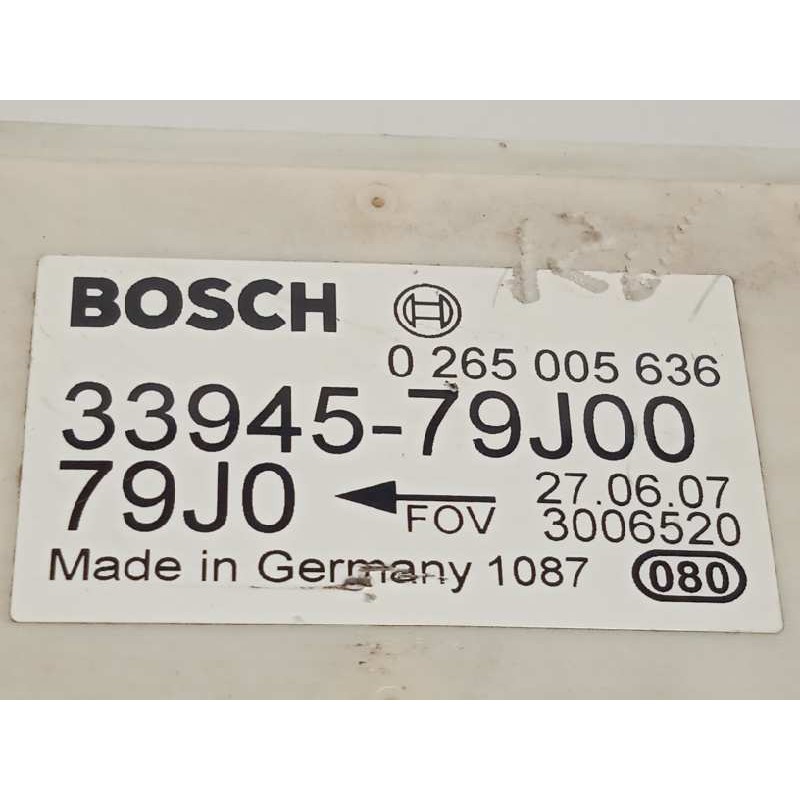 BOSCH
0 265 005 636
33945-79J00
79J0
FOV
27.06.07
3006520
Made in Germany 1087
080